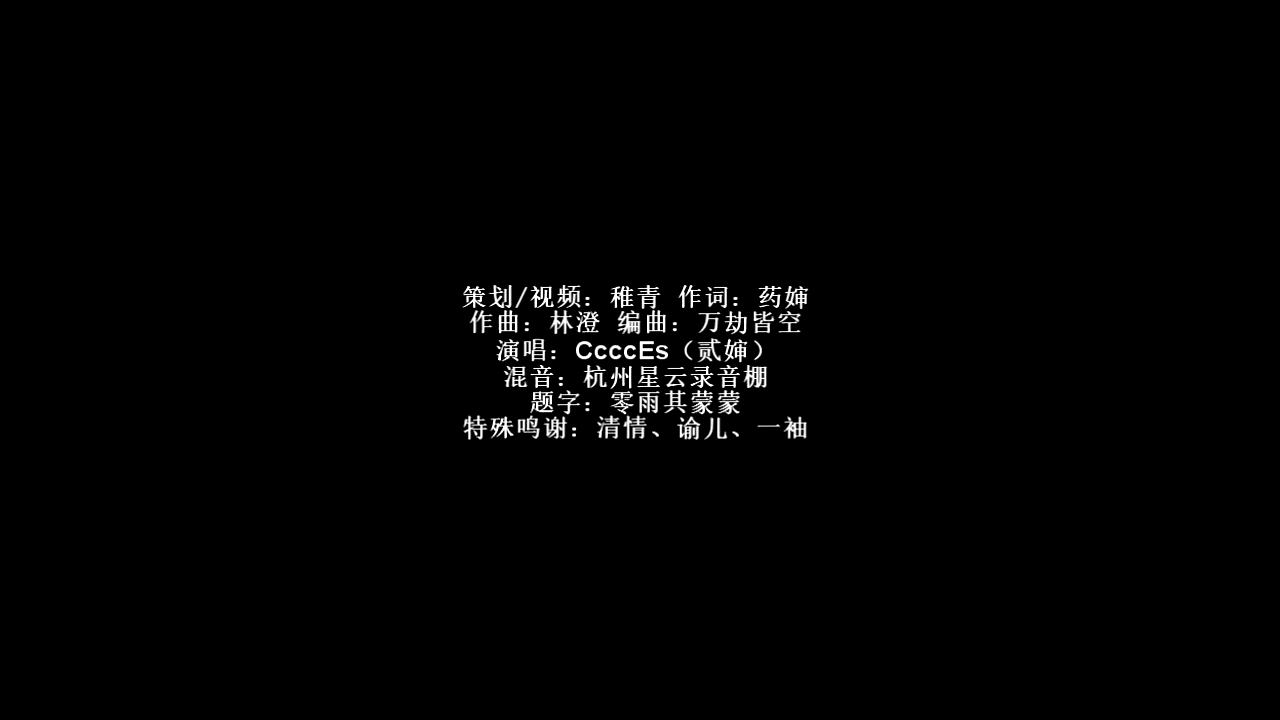 策划/视频：稚青 作词：药婶
作曲：林澄 编曲：万劫皆空
演唱：CcccEs（贰婶）
混音：杭州星云录音棚
题字：零雨其蒙蒙
特殊鸣谢：清情、谕儿、一袖